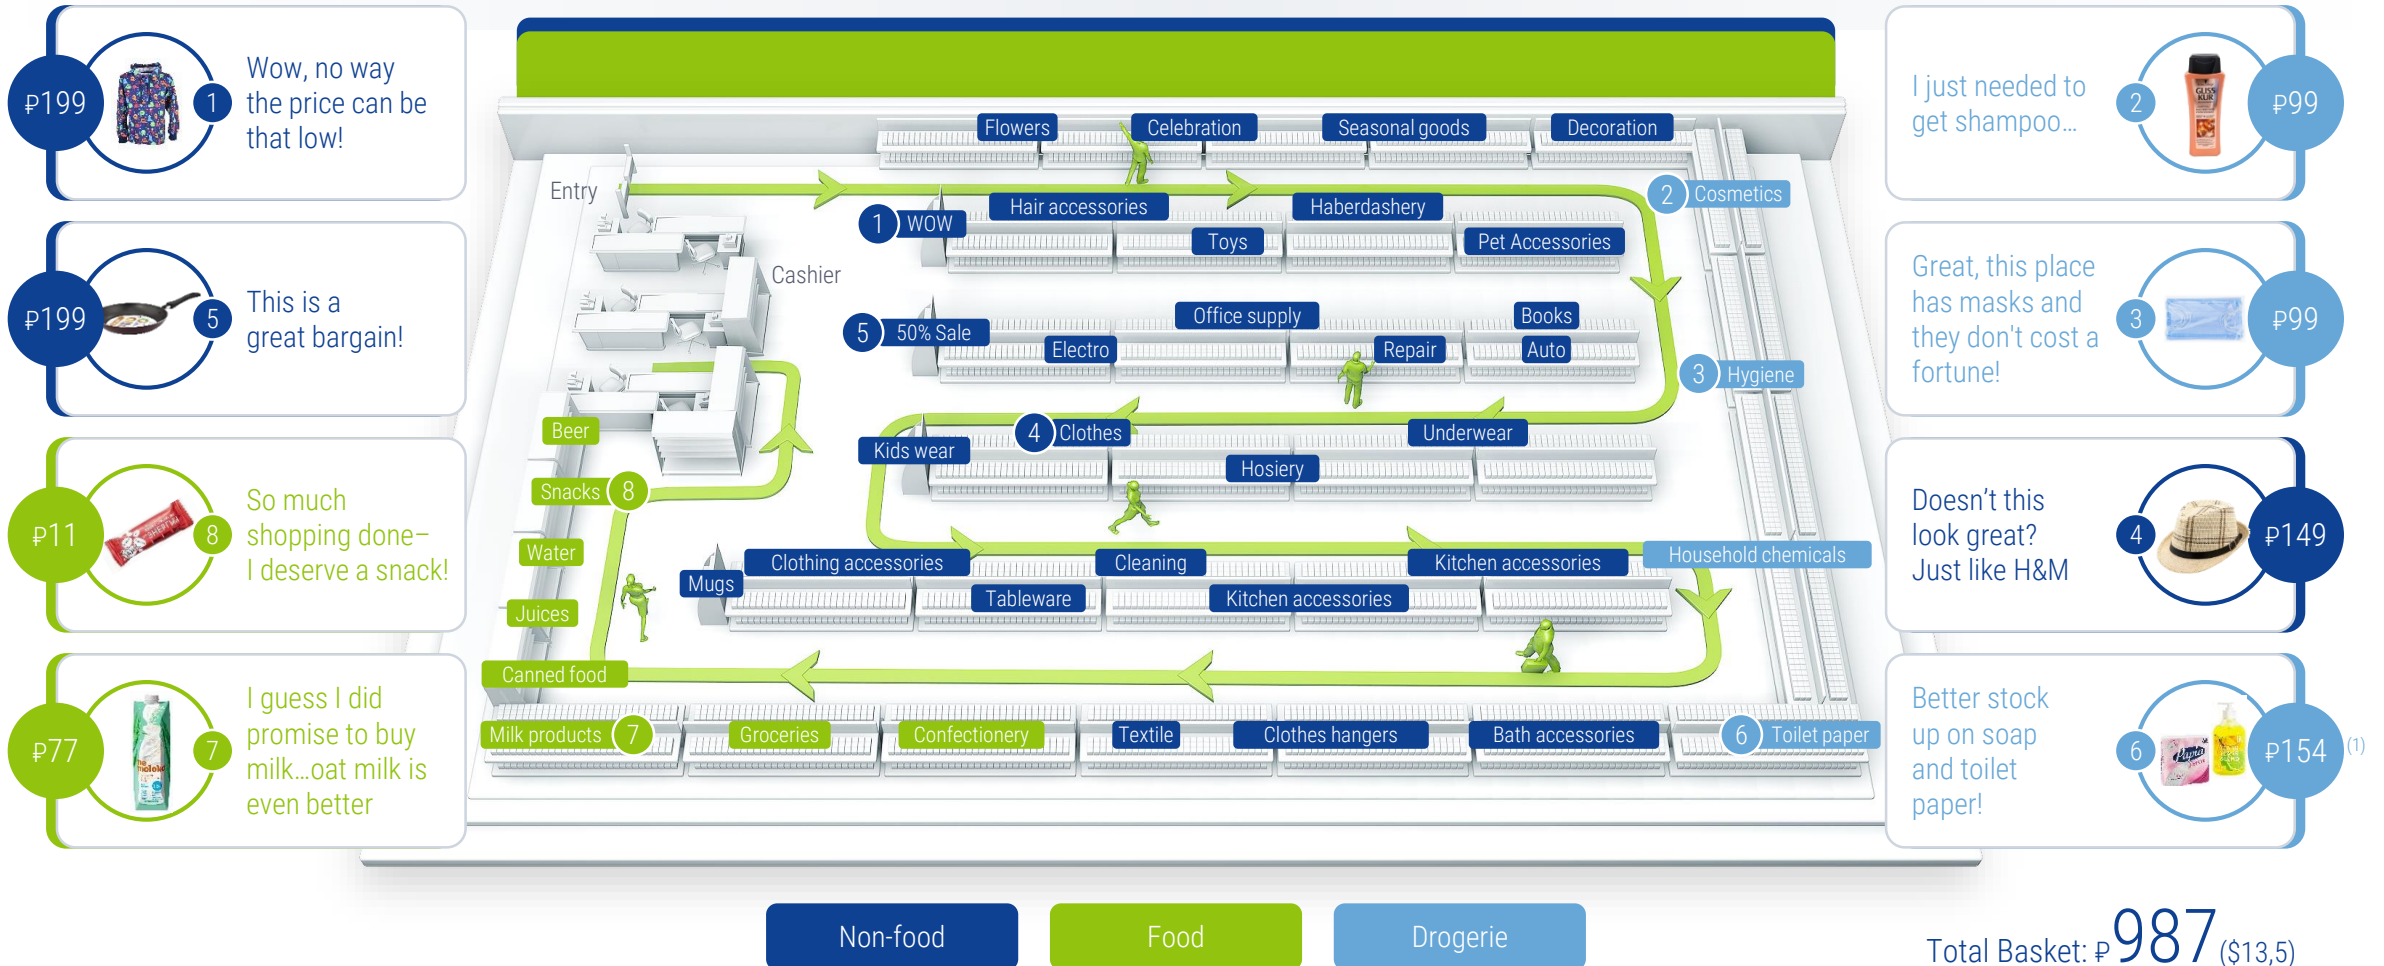 ₽199
1
Wow, no way
the price can be
that low!
₽199
5
This is a
great bargain!
₽11
8
So much
shopping done–
I deserve a snack!
₽77
7
I guess I did
promise to buy
milk...oat milk is
even better
Flowers
Celebration
Seasonal goods
Decoration
Entry
2 Cosmetics
Hair accessories
Haberdashery
1 WOW
Toys
Pet Accessories
Cashier
Office supply
Books
5 50% Sale
Electro
Repair
Auto
3 Hygiene
Beer
4 Clothes
Underwear
Kids wear
Hosiery
Snacks 8
Water
Clothing accessories
Cleaning
Kitchen accessories
Household chemicals
Mugs
Tableware
Kitchen accessories
Juices
Canned food
Milk products 7
Groceries
Confectionery
Textile
Clothes hangers
Bath accessories
6 Toilet paper
I just needed to
get shampoo...
2
GLISS
KUR
₽99
Great, this place
has masks and
they don't cost a
fortune!
3
₽99
Doesn't this
look great?
Just like H&M
4
₽149
Better stock
up on soap
and toilet
paper!
6
Papia
₽154 (1)
Non-food
Food
Drogerie
Total Basket: ₽987 ($13,5)